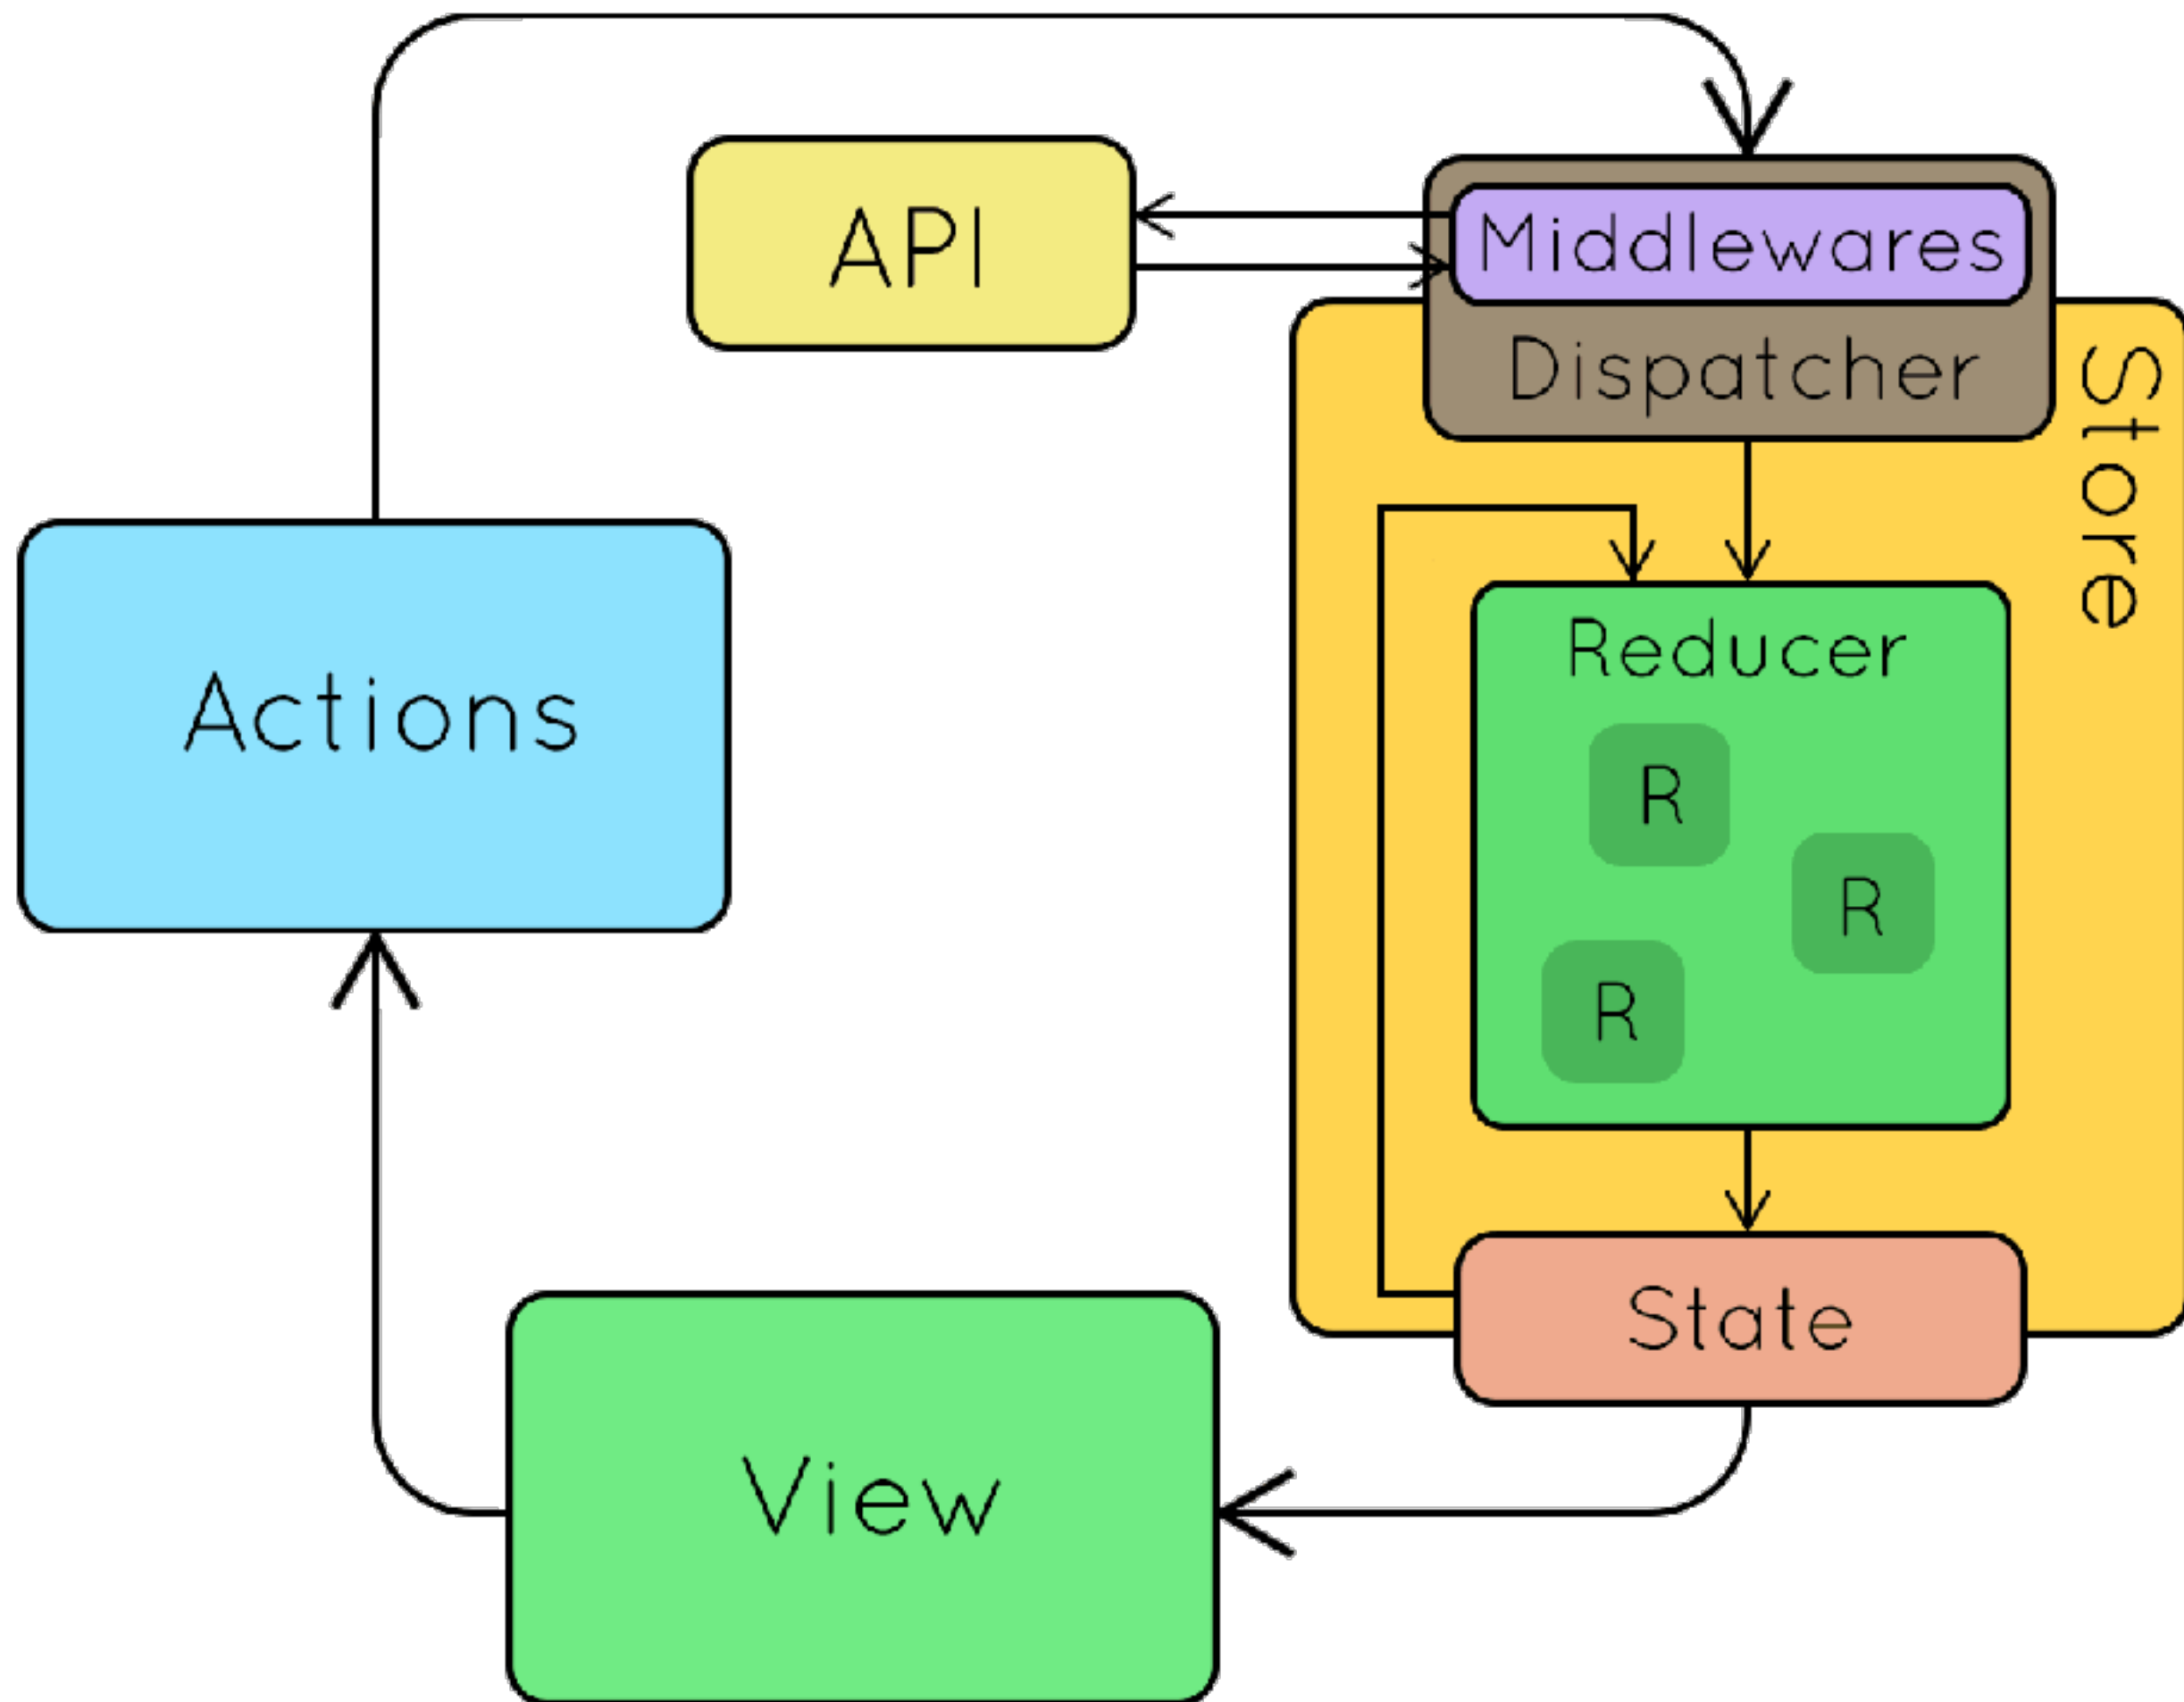 API
Middlewares
Dispatcher
Store
Actions
Reducer
R
R
R
State
View